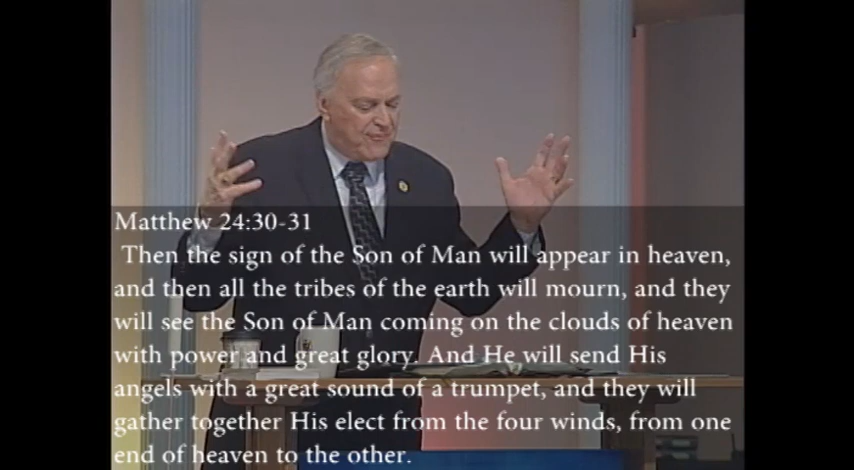 Matthew 24:30-31
Then the sign of the Son of Man will appear in heaven,
and then all the tribes of the earth will mourn, and they
will see the Son of Man coming on the clouds of heaven
with power and great glory. And He will send His
angels with a great sound of a trumpet, and they will
gather together His elect from the four winds, from one
end of heaven to the other.